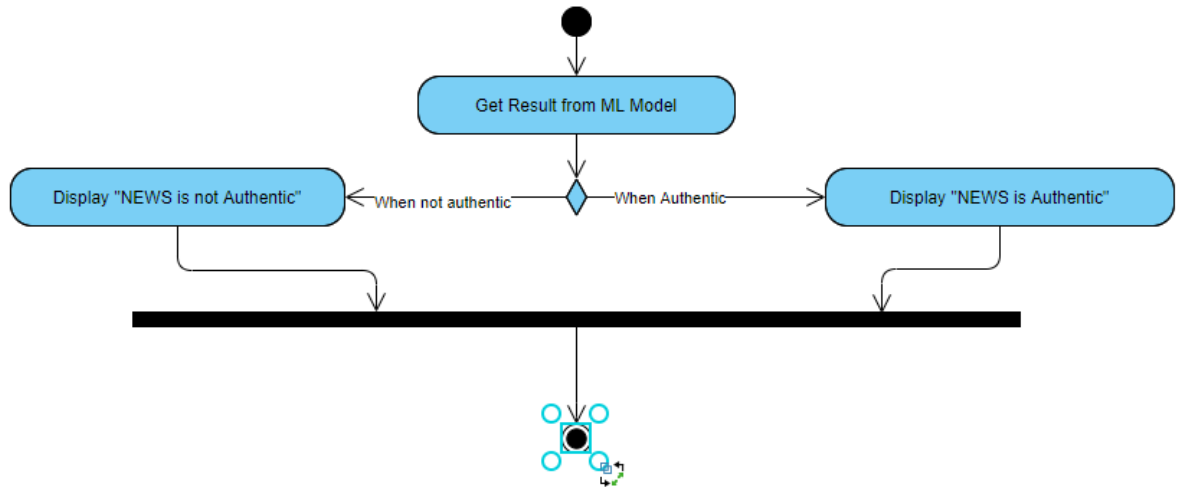 Get Result from ML Model
Display "NEWS is not Authentic"
When not authentic
When Authentic
Display "NEWS is Authentic"